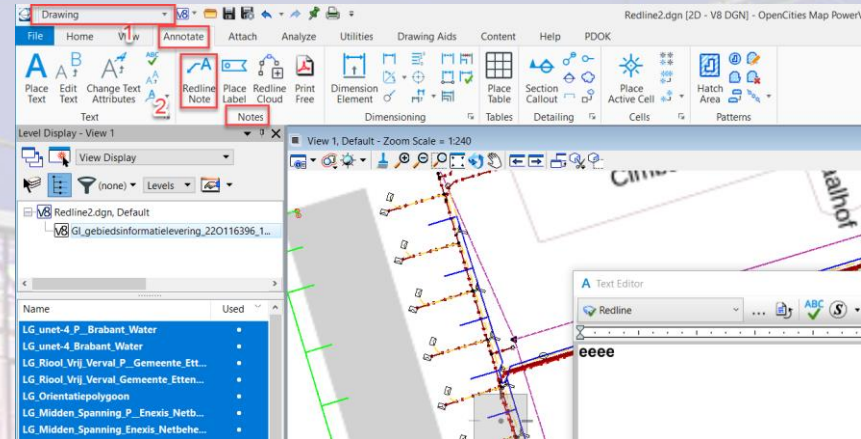 Drawing
Redline2.dgn [2D - V8 DGN] - OpenCities Map Power
1
File Home View Annotate Attach Analyze Utilities Drawing Aids Content Help PDOK
Place Text
Edit Text
Change Text Attributes
2
Redline Note
Place Label
Redline Cloud
Print Free
Dimension Element
Place Table
Section Callout
Place Active Cell
Hatch Area
Text Notes Dimensioning Tables Detailing Cells Patterns
Level Display - View 1
View 1, Default - Zoom Scale = 1:240
View Display
(none) Levels
Redline2.dgn, Default
GI_gebiedsinformatielevering_22O116396_1...
Name Used
LG_unet-4_P__Brabant_Water
LG_unet-4_Brabant_Water
LG_Riool_Vrij_Verval_P__Gemeente_Ett...
LG_Riool_Vrij_Verval_Gemeente_Etten...
LG_Orientatiepolygoon
LG_Midden_Spanning_P__Enexis_Netb...
LG_Midden_Spanning_Enexis_Netbehe...
aalhof
Text Editor
Redline
ABC
eeee